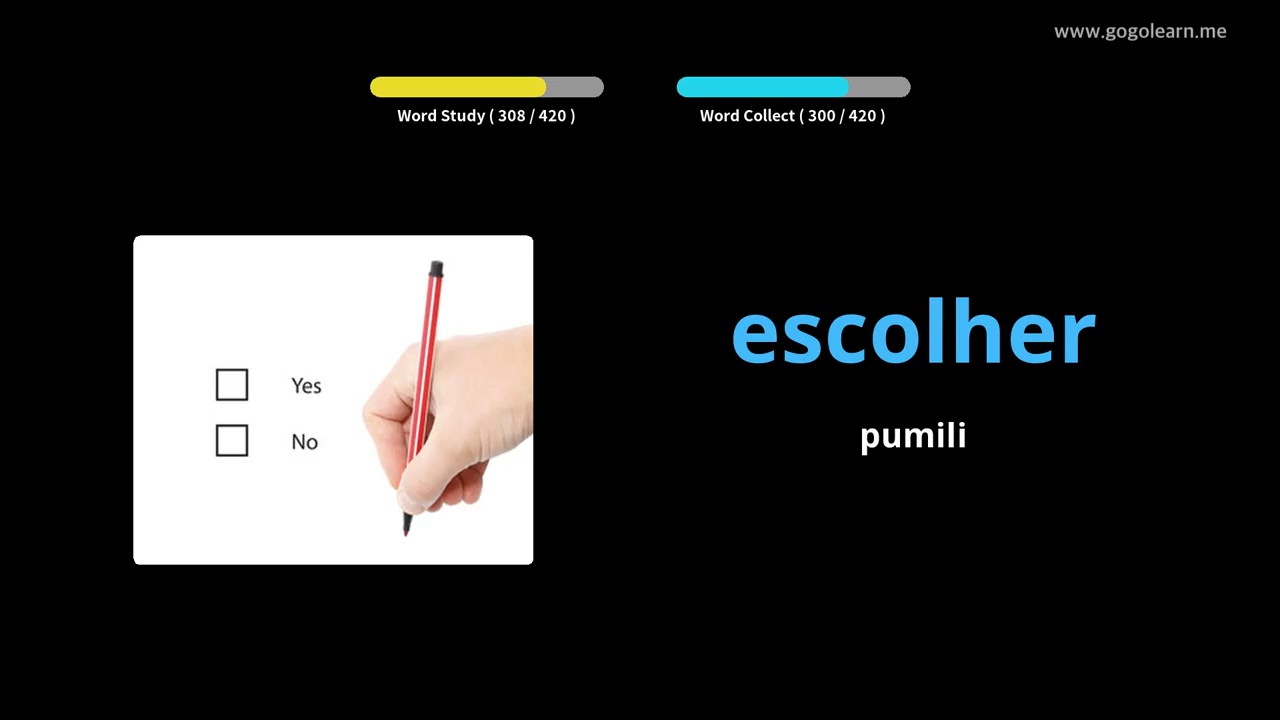 www.gogolearn.me
Word Study ( 308 / 420 )
Word Collect ( 300 / 420 )
Yes
No
escolher
pumili